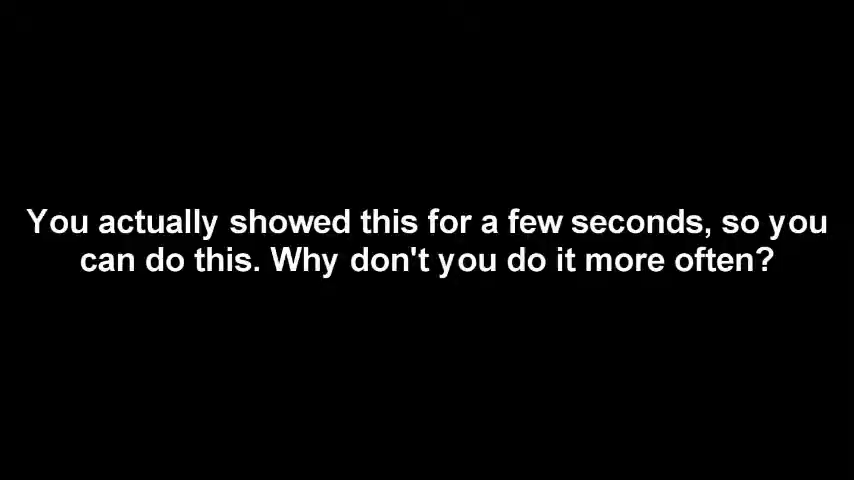 You actually showed this for a few seconds, so you
can do this. Why don't you do it more often?